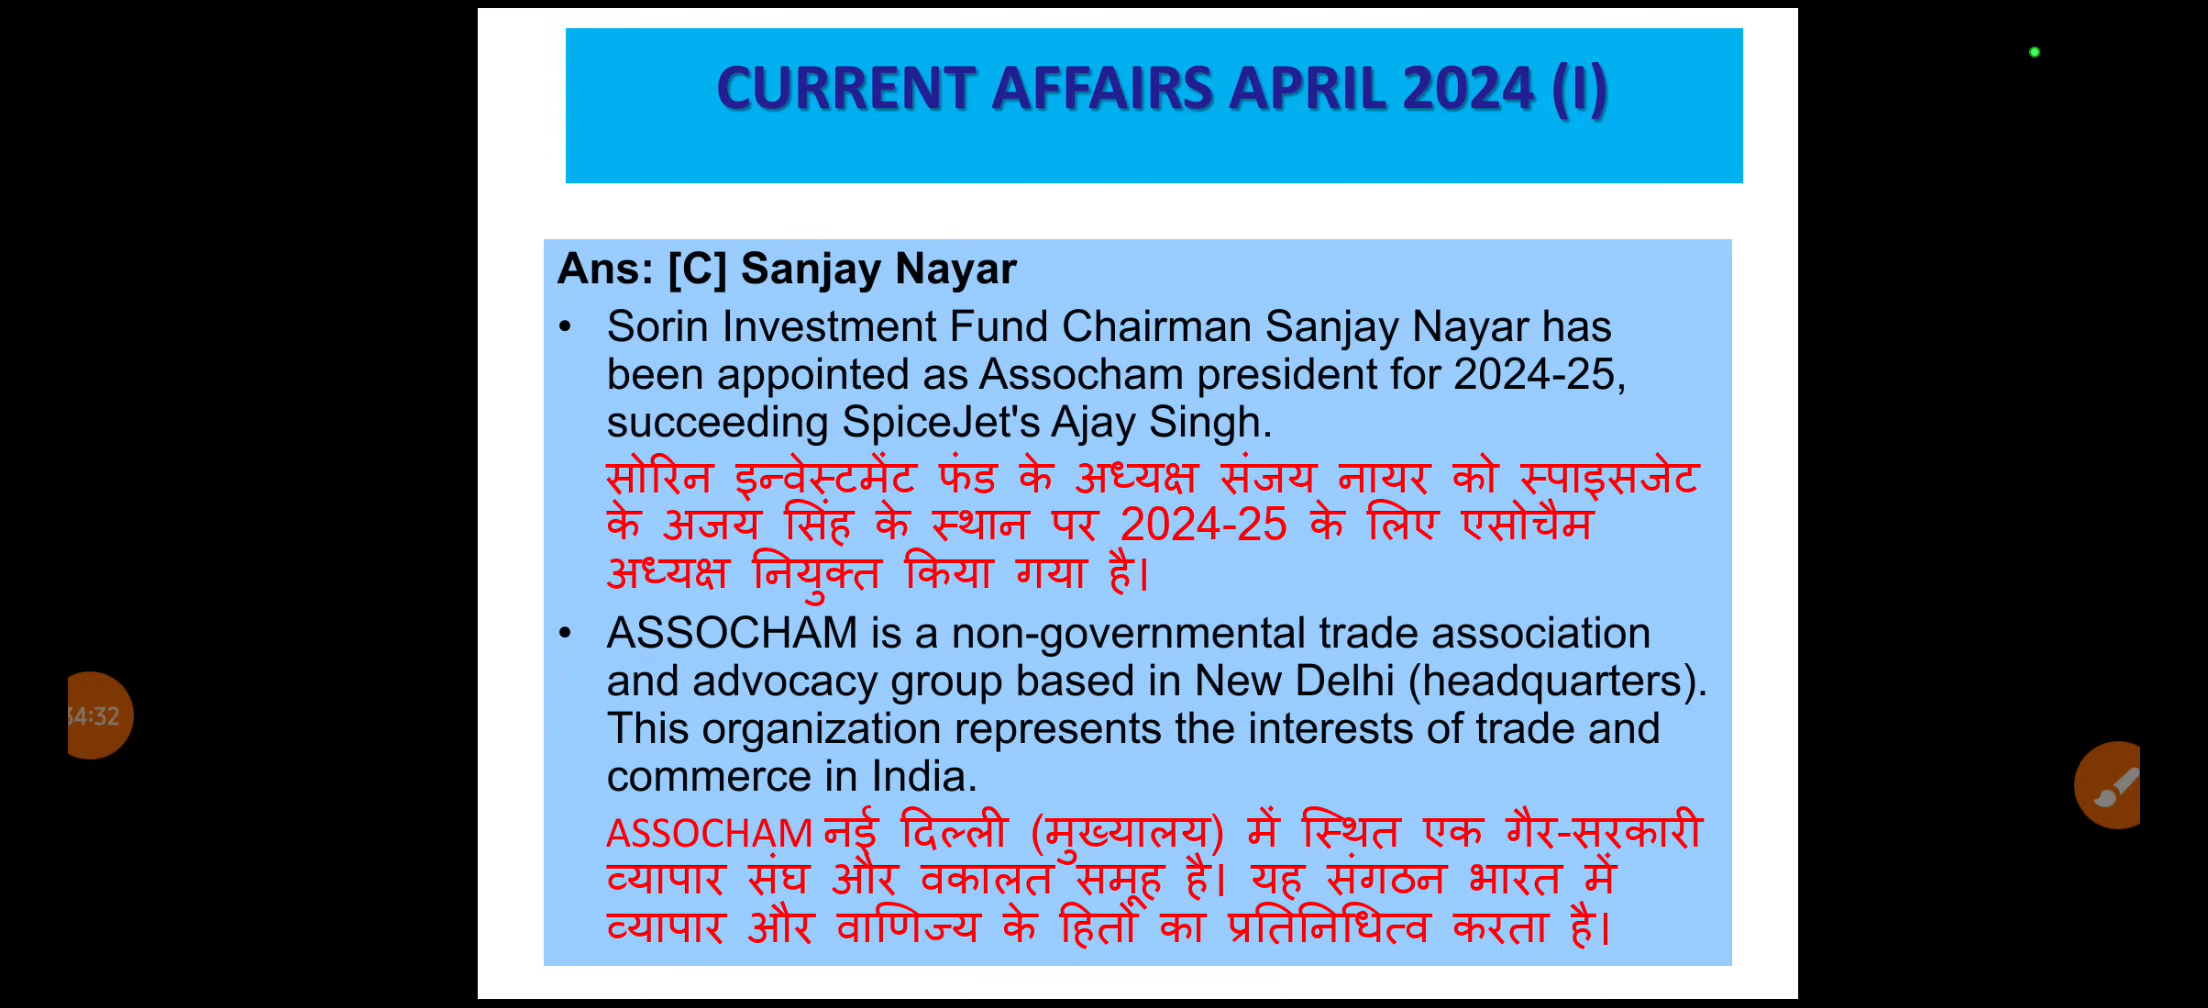 CURRENT AFFAIRS APRIL 2024 (I)
Ans: [C] Sanjay Nayar
• Sorin Investment Fund Chairman Sanjay Nayar has
been appointed as Assocham president for 2024-25,
succeeding SpiceJet's Ajay Singh.
सोरिन इन्वेस्टमेंट फंड के अध्यक्ष संजय नायर को स्पाइसजेट
के अजय सिंह के स्थान पर 2024-25 के लिए एसोचैम
अध्यक्ष नियुक्त किया गया है।
• ASSOCHAM is a non-governmental trade association
and advocacy group based in New Delhi (headquarters).
This organization represents the interests of trade and
commerce in India.
ASSOCHAM नई दिल्ली (मुख्यालय) में स्थित एक गैर-सरकारी
व्यापार संघ और वकालत समूह है। यह संगठन भारत में
व्यापार और वाणिज्य के हितों का प्रतिनिधित्व करता है।